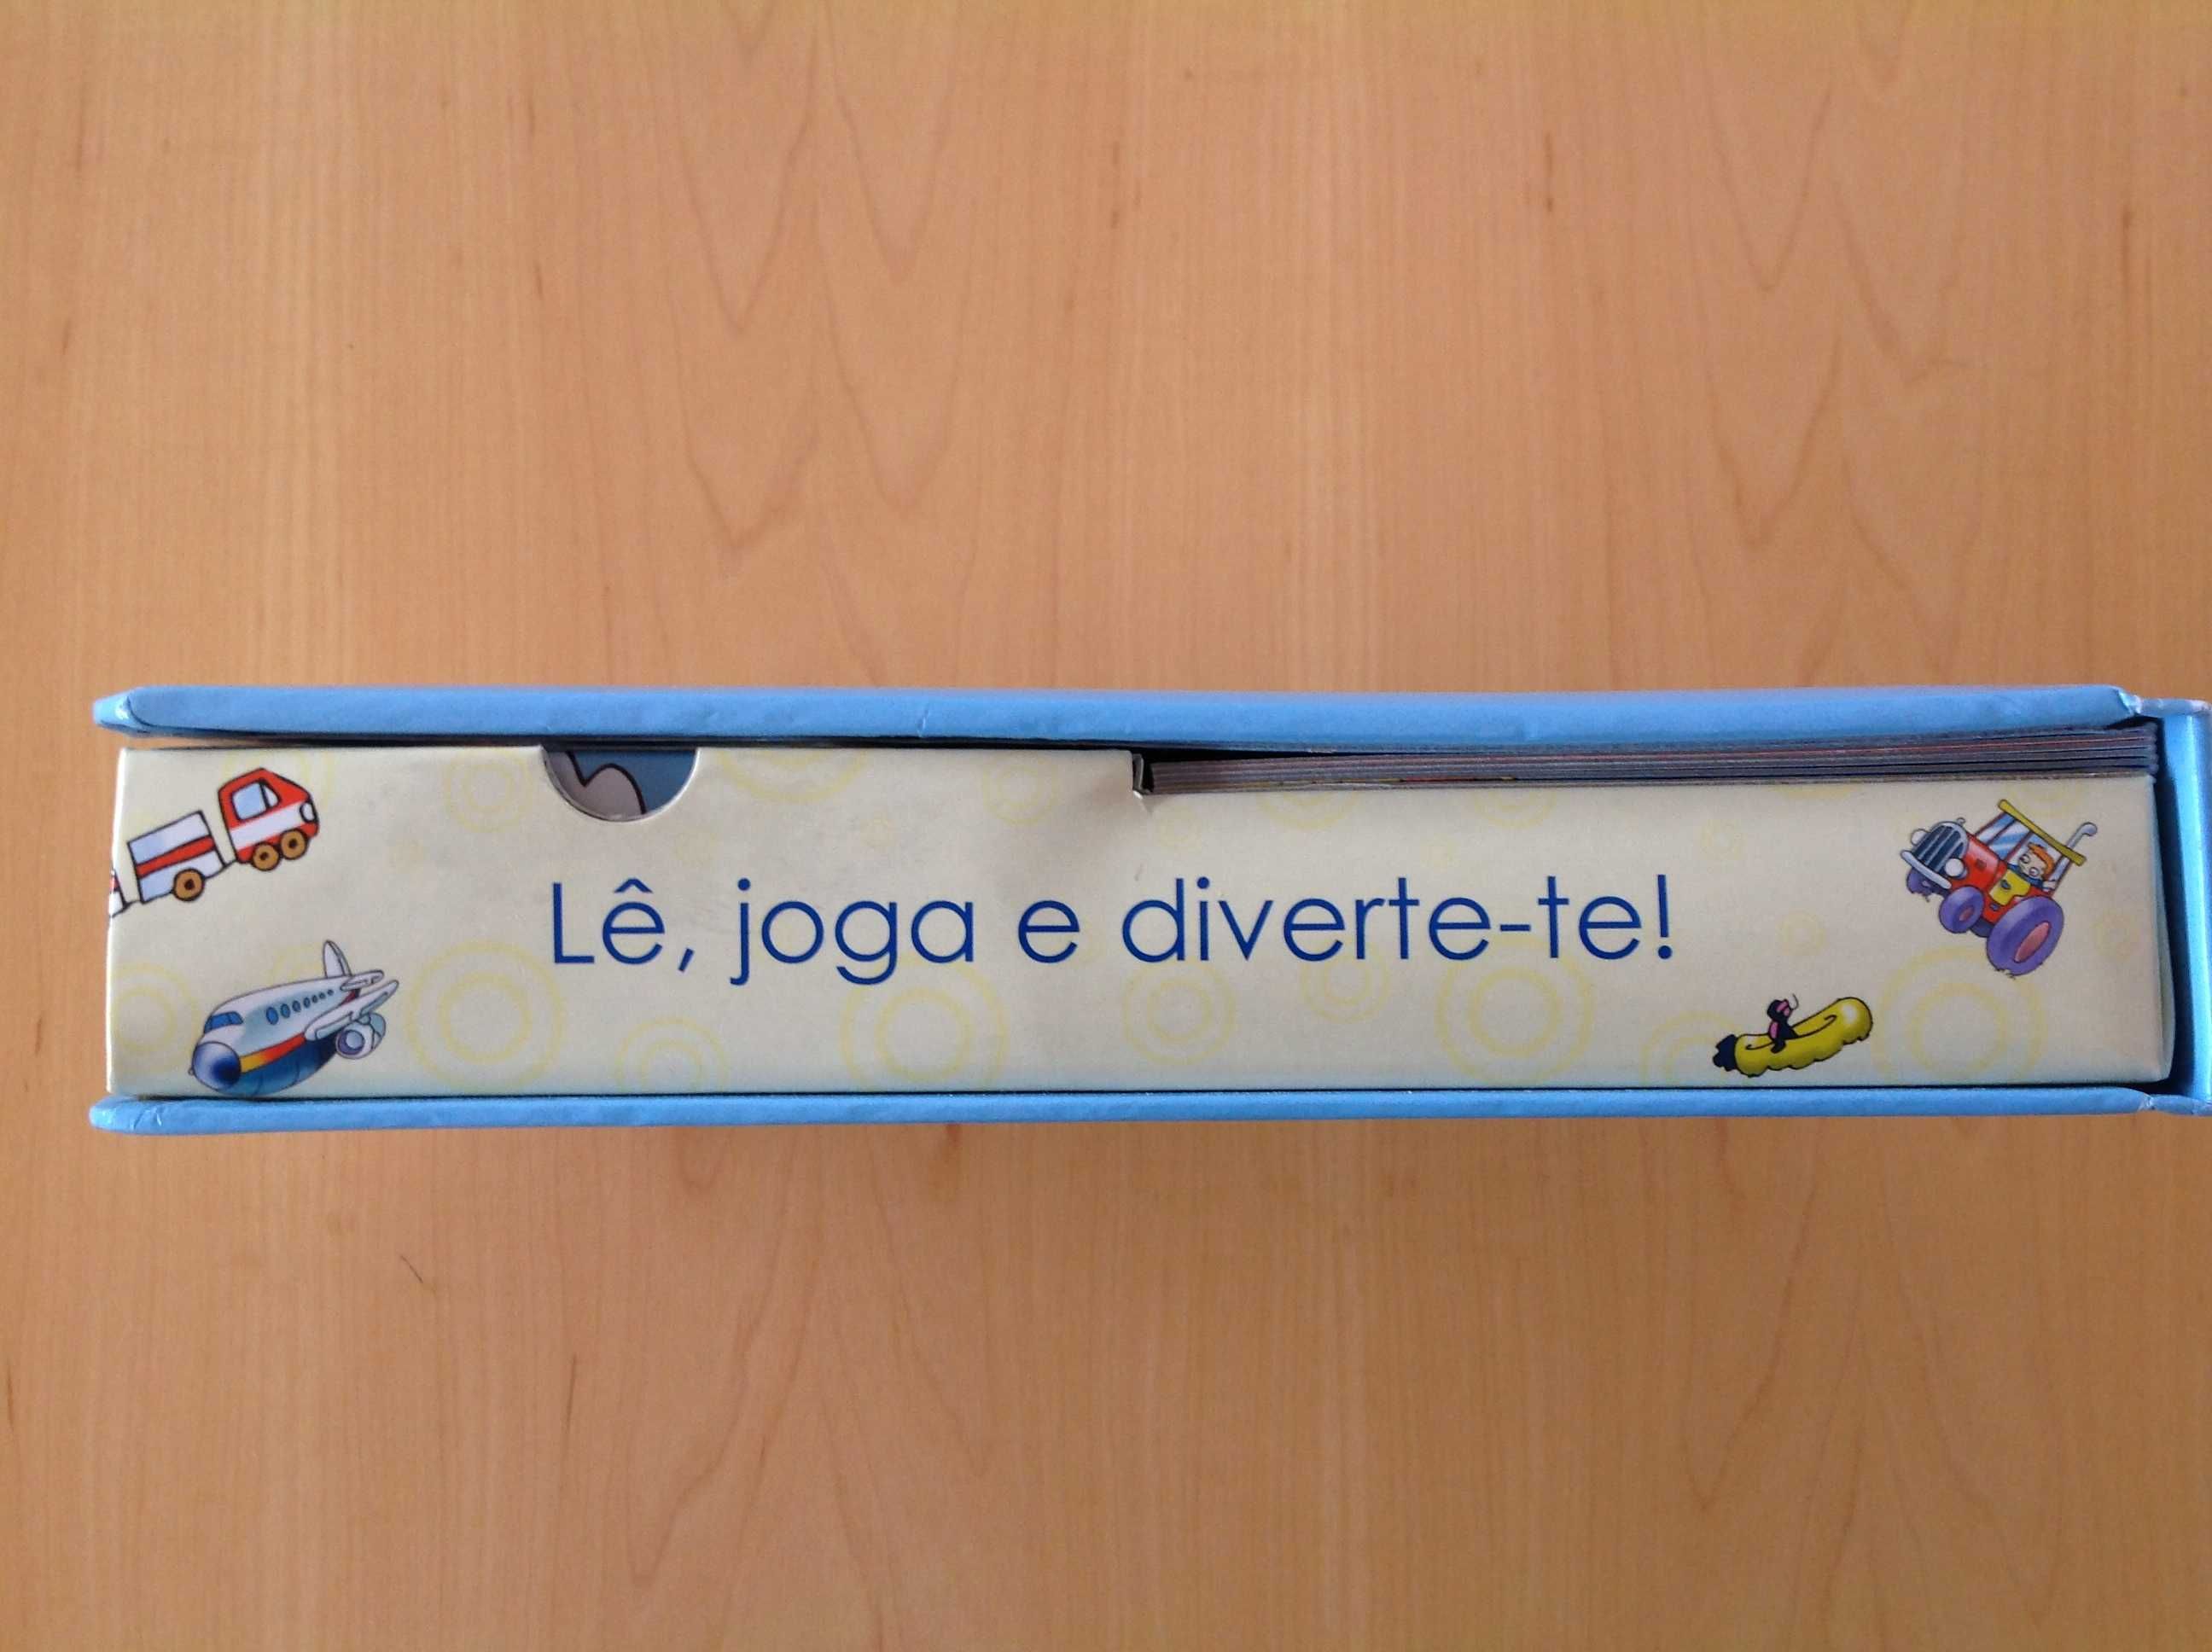 Lê, joga e diverte-te!